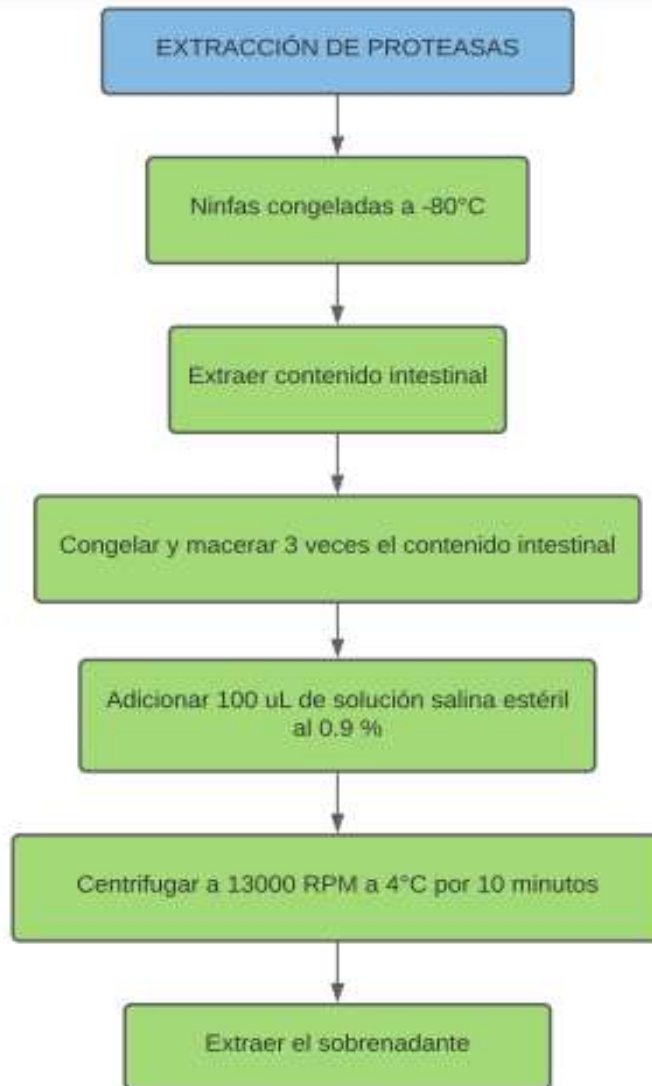 EXTRACCIÓN DE PROTEASAS
Ninfas congeladas a -80°C
Extraer contenido intestinal
Congelar y macerar 3 veces el contenido intestinal
Adicionar 100 uL de solución salina estéril
al 0.9 %
Centrifugar a 13000 RPM a 4°C por 10 minutos
Extraer el sobrenadante